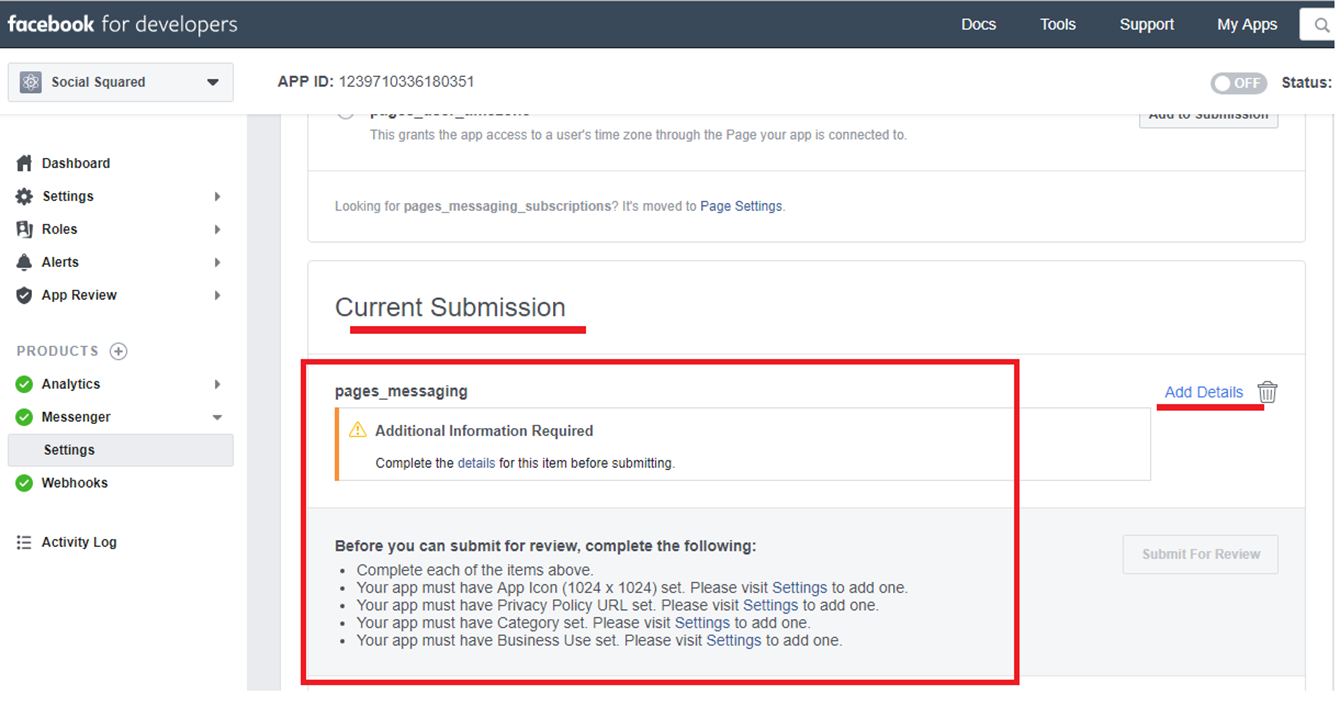 facebook for developers
Docs
Tools
Support
My Apps
Social Squared
APP ID: 1239710336180351
OFF
Status:
Dashboard
Settings
Roles
Alerts
App Review
PRODUCTS
Analytics
Messenger
Settings
Webhooks
Activity Log
pages_user_timezone
Add to Submission
This grants the app access to a user's time zone through the Page your app is connected to.
Looking for pages_messaging_subscriptions? It's moved to Page Settings.
Current Submission
pages_messaging
Add Details
Additional Information Required
Complete the details for this item before submitting.
Before you can submit for review, complete the following:
Submit For Review
• Complete each of the items above.
• Your app must have App Icon (1024 x 1024) set. Please visit Settings to add one.
• Your app must have Privacy Policy URL set. Please visit Settings to add one.
• Your app must have Category set. Please visit Settings to add one.
• Your app must have Business Use set. Please visit Settings to add one.